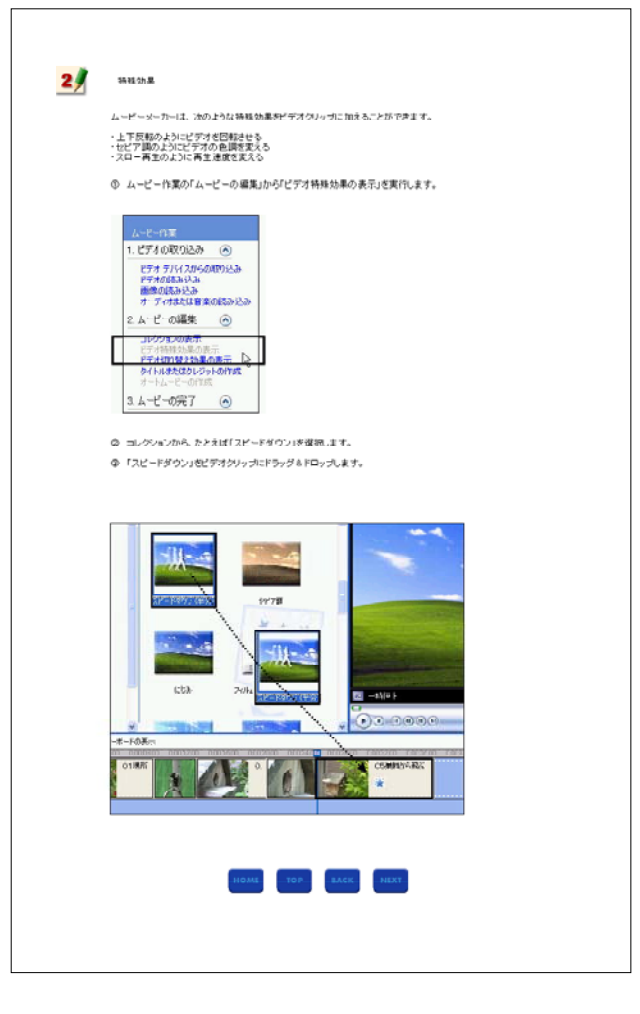 2
特殊効果
ムービーメーカーは、次のような特殊効果をビデオクリップに加えることができます。
・上下反転のようにビデオを回転させる
・セピア調のようにビデオの色調を変える
・スロー再生のように再生速度を変える
① ムービー作業の「ムービーの編集」から「ビデオ特殊効果の表示」を実行します。
ムービー作業
1. ビデオの取り込み
ビデオ デバイスからの取り込み
ビデオの読み込み
画像の読み込み
オーディオまたは音楽の読み込み
2. ムービーの編集
コレクションの表示
ビデオ特殊効果の表示
ビデオ切り替え効果の表示
タイトルまたはクレジットの作成
オートムービーの作成
3. ムービーの完了
② コレクションから、たとえば「スピードダウン」を選択します。
③ 「スピードダウン」をビデオクリップにドラッグ＆ドロップします。
セピア調
にじみ
ーボードの表示
HOME TOP BACK NEXT